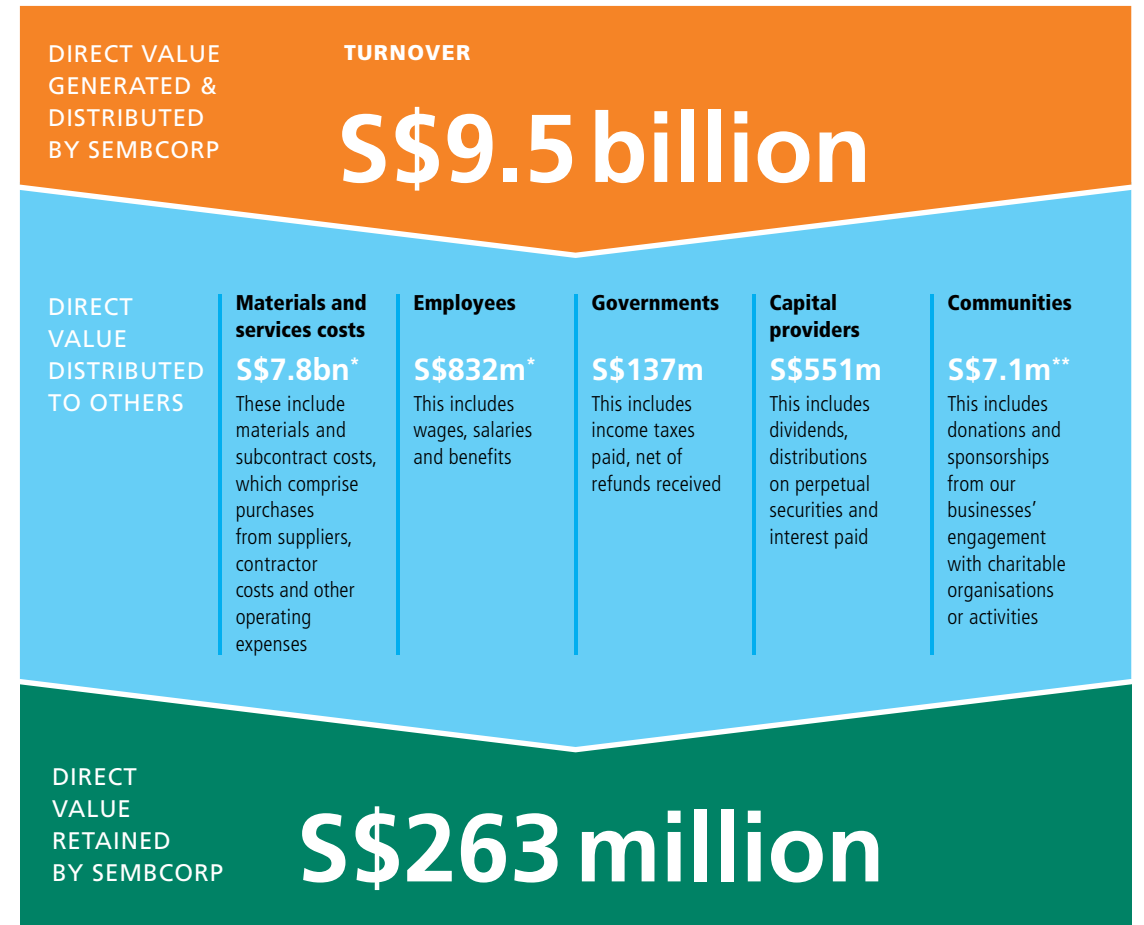 DIRECT VALUE
GENERATED &
DISTRIBUTED
BY SEMBCORP
TURNOVER
S$9.5 billion
DIRECT
VALUE
DISTRIBUTED
TO OTHERS
Materials and
services costs
S$7.8bn*
These include
materials and
subcontract costs,
which comprise
purchases
from suppliers,
contractor
costs and other
operating
expenses
Employees
S$832m*
This includes
wages, salaries
and benefits
Governments
S$137m
This includes
income taxes
paid, net of
refunds received
Capital
providers
S$551m
This includes
dividends,
distributions
on perpetual
securities and
interest paid
Communities
S$7.1m**
This includes
donations and
sponsorships
from our
businesses’
engagement
with charitable
organisations
or activities
DIRECT
VALUE
RETAINED
BY SEMBCORP
S$263 million